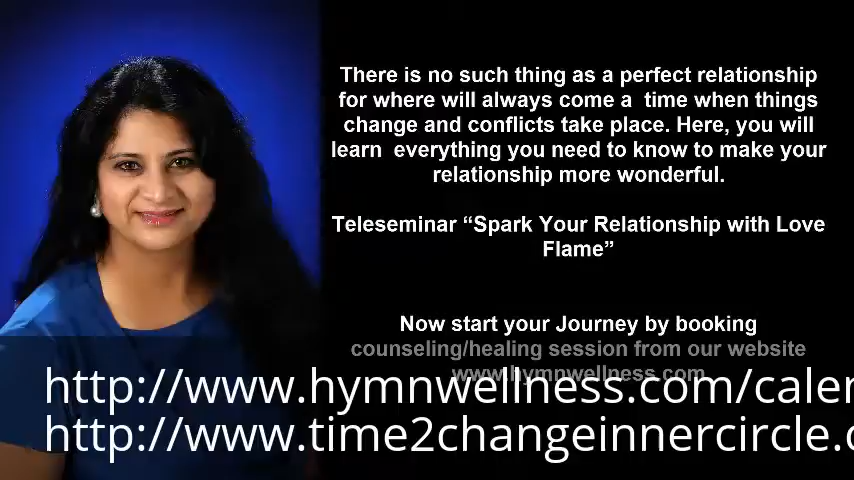 There is no such thing as a perfect relationship
for where will always come a time when things
change and conflicts take place. Here, you will
learn everything you need to know to make your
relationship more wonderful.
Teleseminar “Spark Your Relationship with Love
Flame”
Now start your Journey by booking
counseling/healing session from our website
www.hymnwellness.com
http://www.hymnwellness.com/caler
http://www.time2changeinnercircle.c